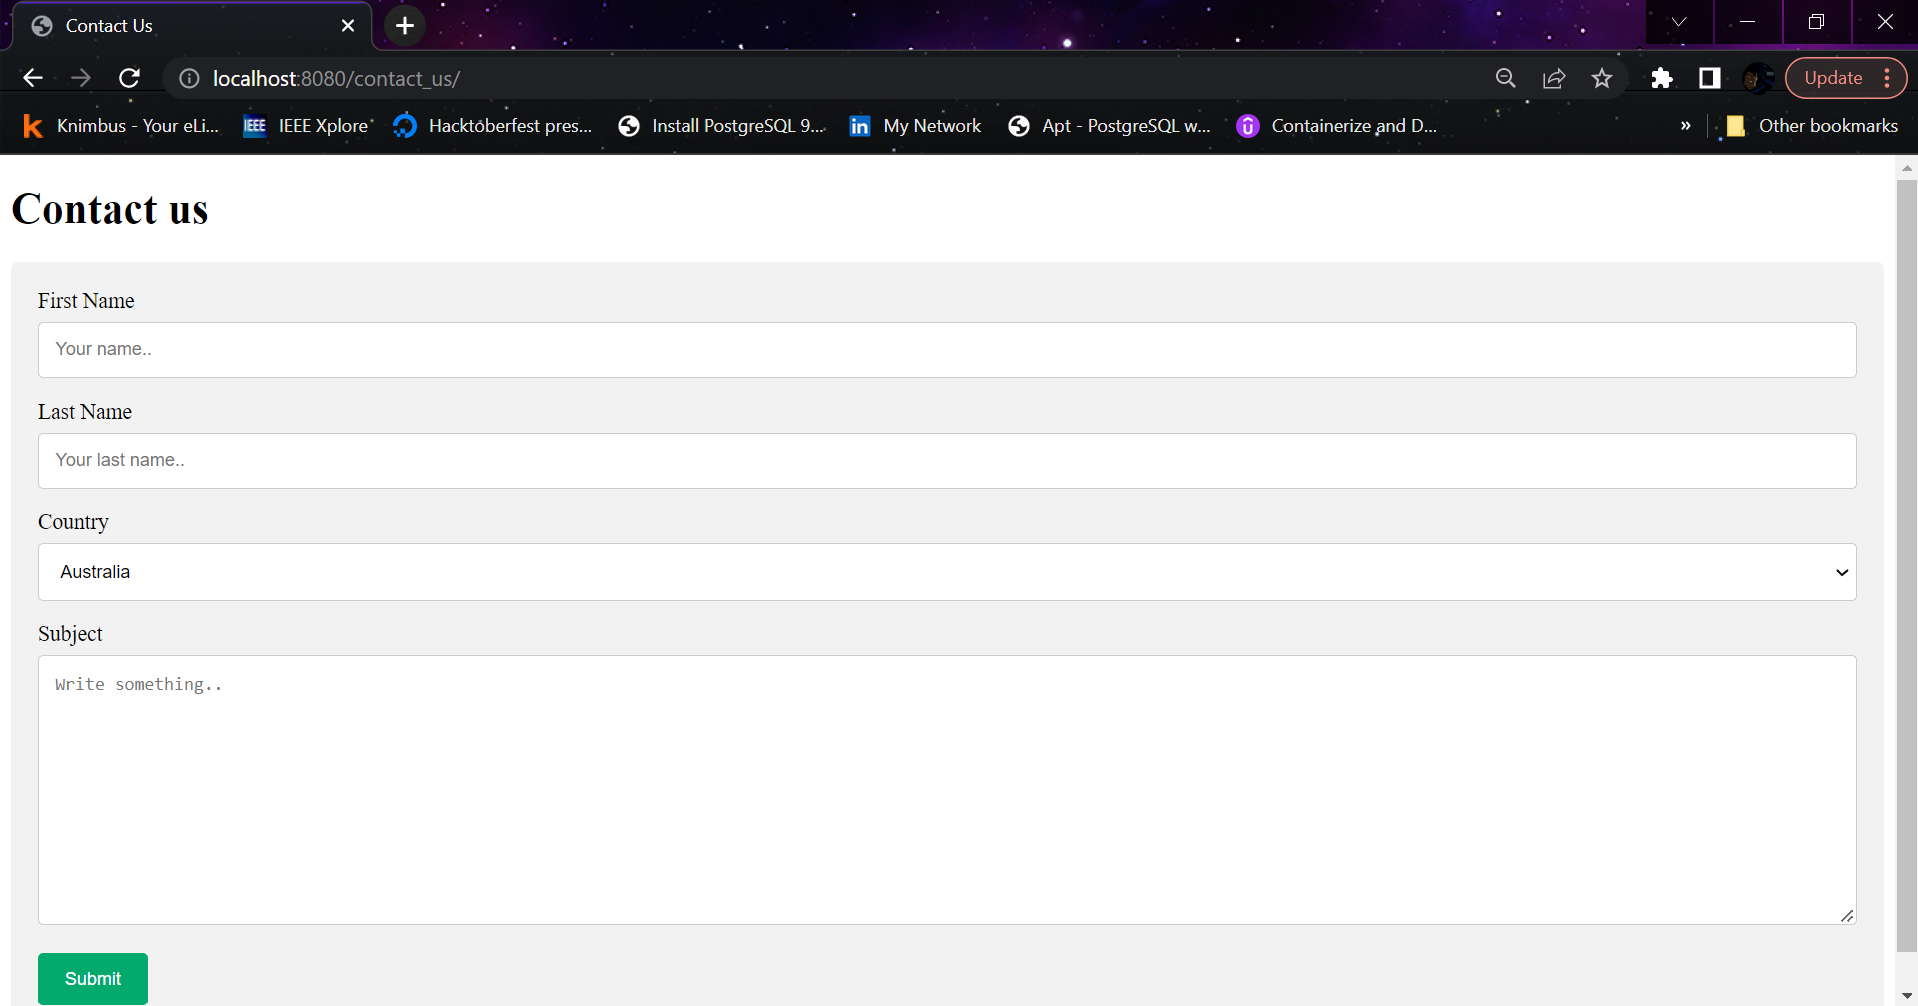 Contact Us
localhost:8080/contact_us/
Update
Knimbus - Your eLi...
IEEE
IEEE Xplore
Hacktoberfest pres...
Install PostgreSQL 9...
in
My Network
Apt - PostgreSQL w...
Containerize and D...
»
Other bookmarks
Contact us
First Name
Your name..
Last Name
Your last name..
Country
Australia
Subject
Write something..
Submit